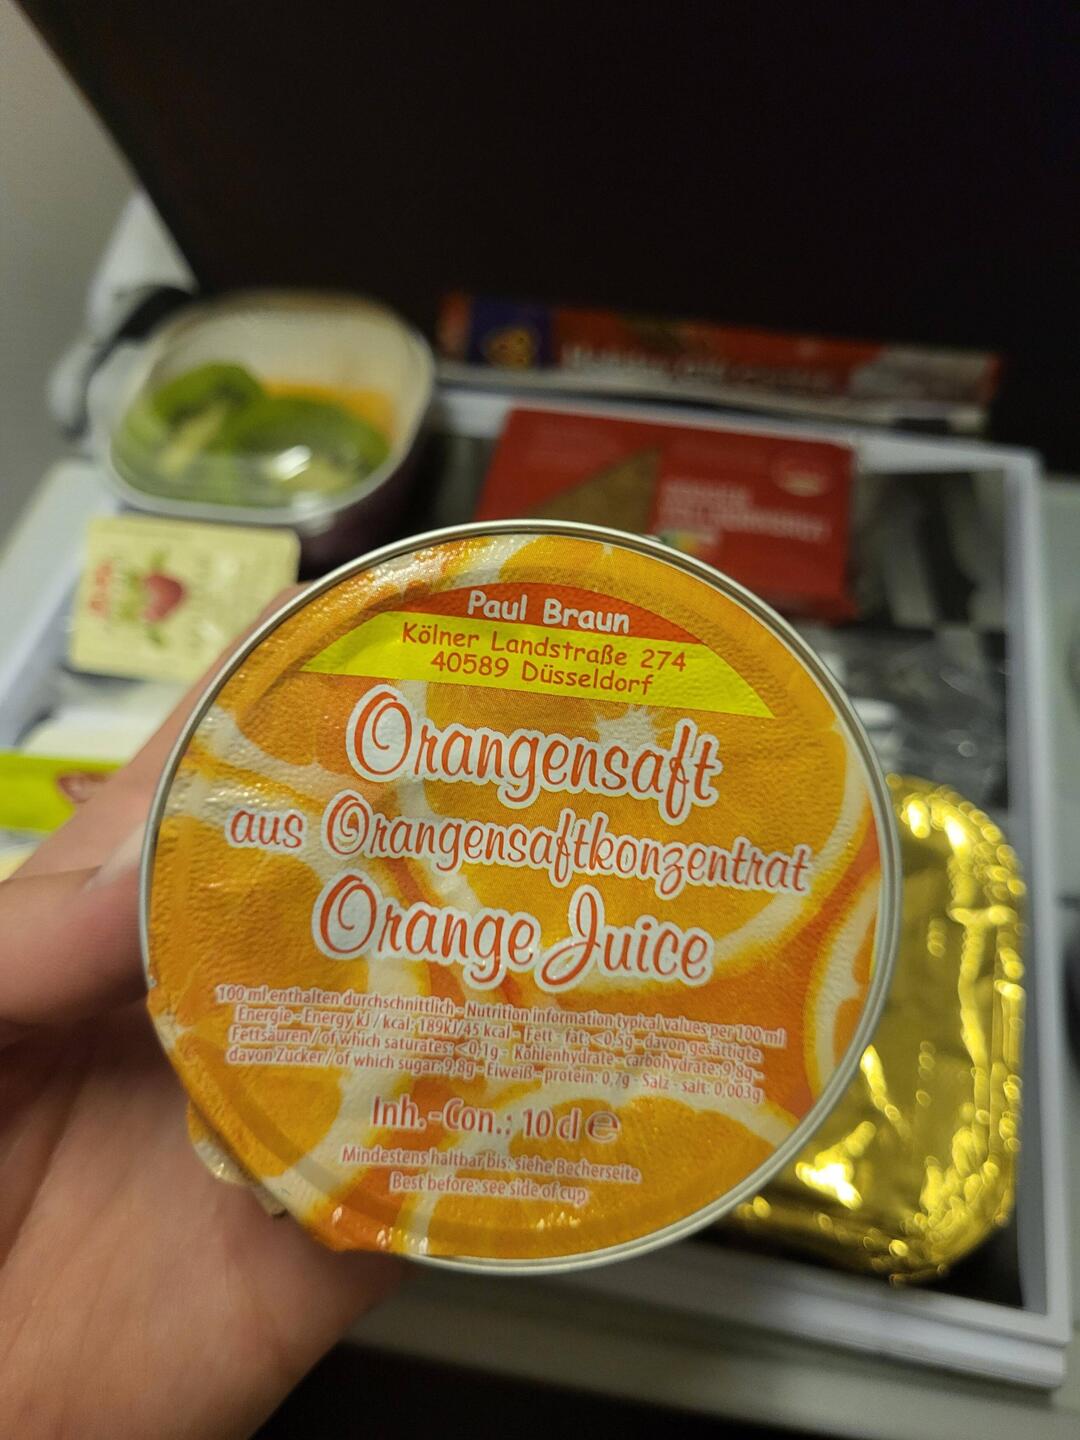 Paul Braun
Kölner Landstraße 274
40589 Düsseldorf
Orangensaft
aus Orangensaftkonzentrat
Orange Juice
100 ml enthalten durchschnittlich - Nutrition information typical values per 100 ml
Energie - Energy kJ / kcal: 189kJ/45 kcal - Fett - fat: <0,5g - davon gesättigte
Fettsäuren / of which saturates: <0,1g - Kohlenhydrate - carbohydrate: 9,8g -
davon Zucker / of which sugar: 9,8g - Eiweiß - protein: 0,7g - Salz - salt: 0,003g
Inh.-Con.: 10 cl e
Mindestens haltbar bis: siehe Becherseite
Best before: see side of cup